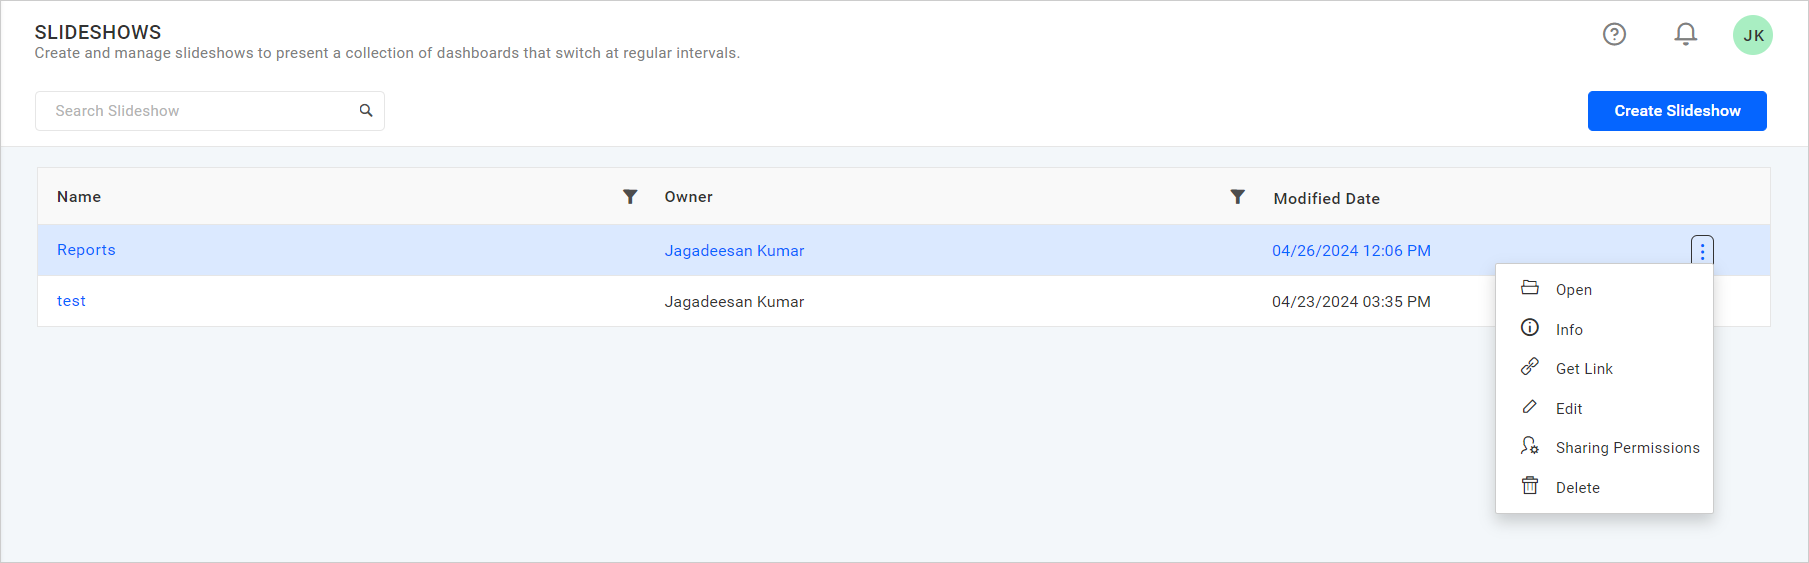 SLIDESHOWS
Create and manage slideshows to present a collection of dashboards that switch at regular intervals.
JK
Search Slideshow
Create Slideshow
Name Owner Modified Date
Reports Jagadeesan Kumar 04/26/2024 12:06 PM
test Jagadeesan Kumar 04/23/2024 03:35 PM
Open
Info
Get Link
Edit
Sharing Permissions
Delete